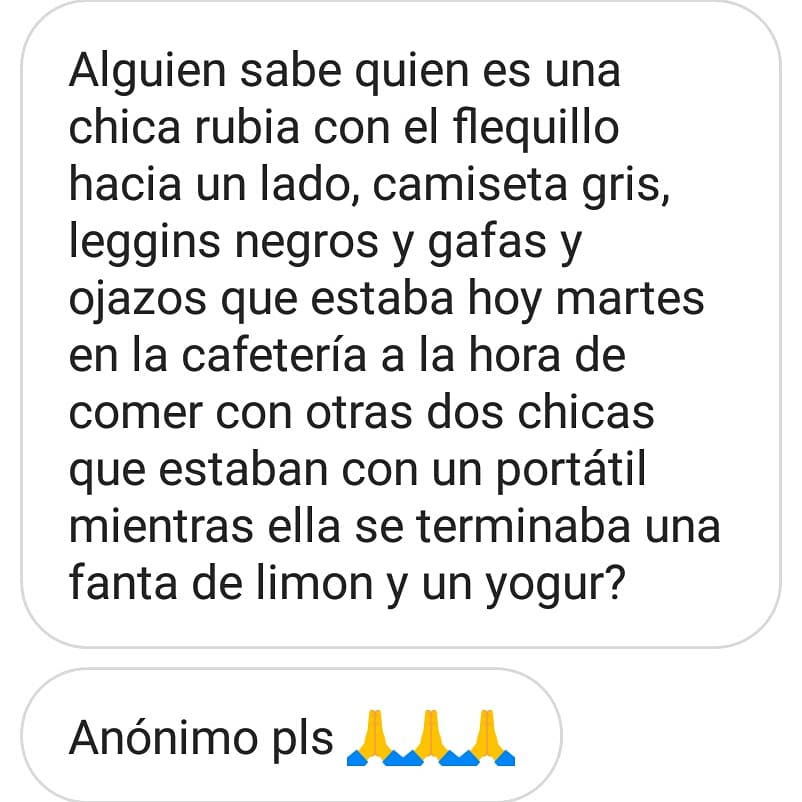 Alguien sabe quien es una
chica rubia con el flequillo
hacia un lado, camiseta gris,
leggins negros y gafas y
ojazos que estaba hoy martes
en la cafetería a la hora de
comer con otras dos chicas
que estaban con un portátil
mientras ella se terminaba una
fanta de limon y un yogur?
Anónimo pls 🙏🙏🙏